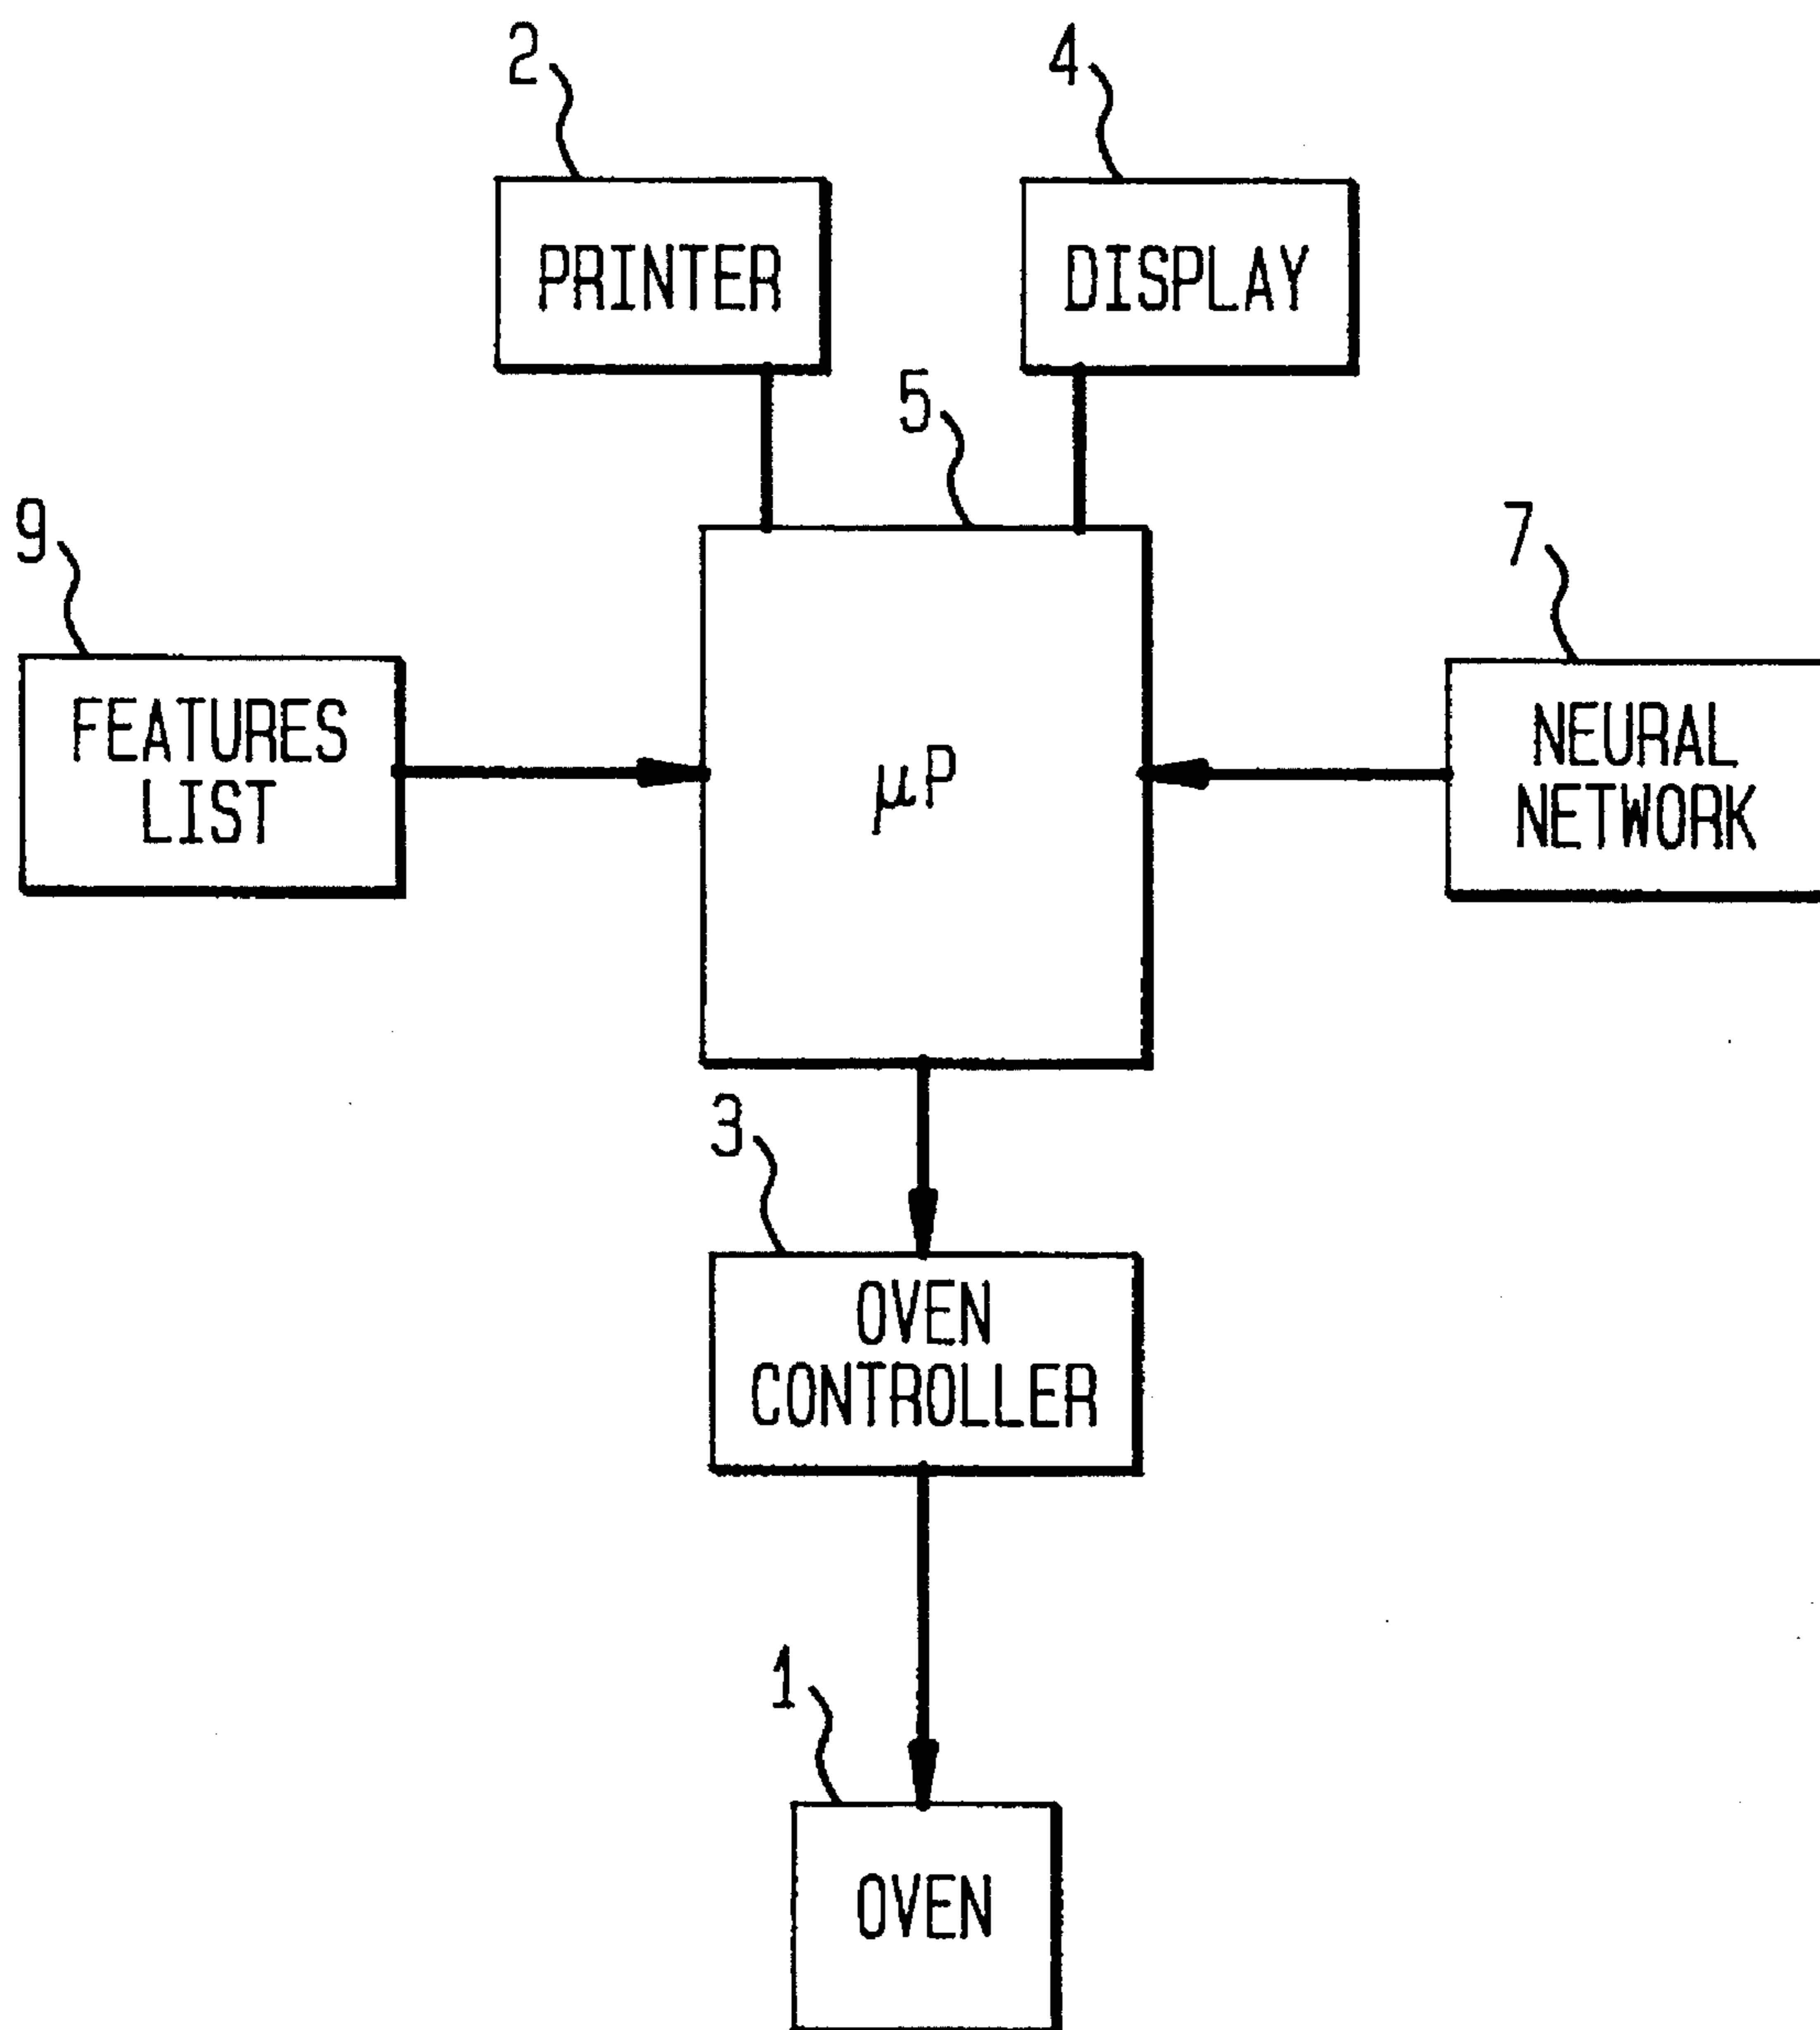 2
4
PRINTER
DISPLAY
5
9
7
FEATURES
LIST
µP
NEURAL
NETWORK
3
OVEN
CONTROLLER
1
OVEN